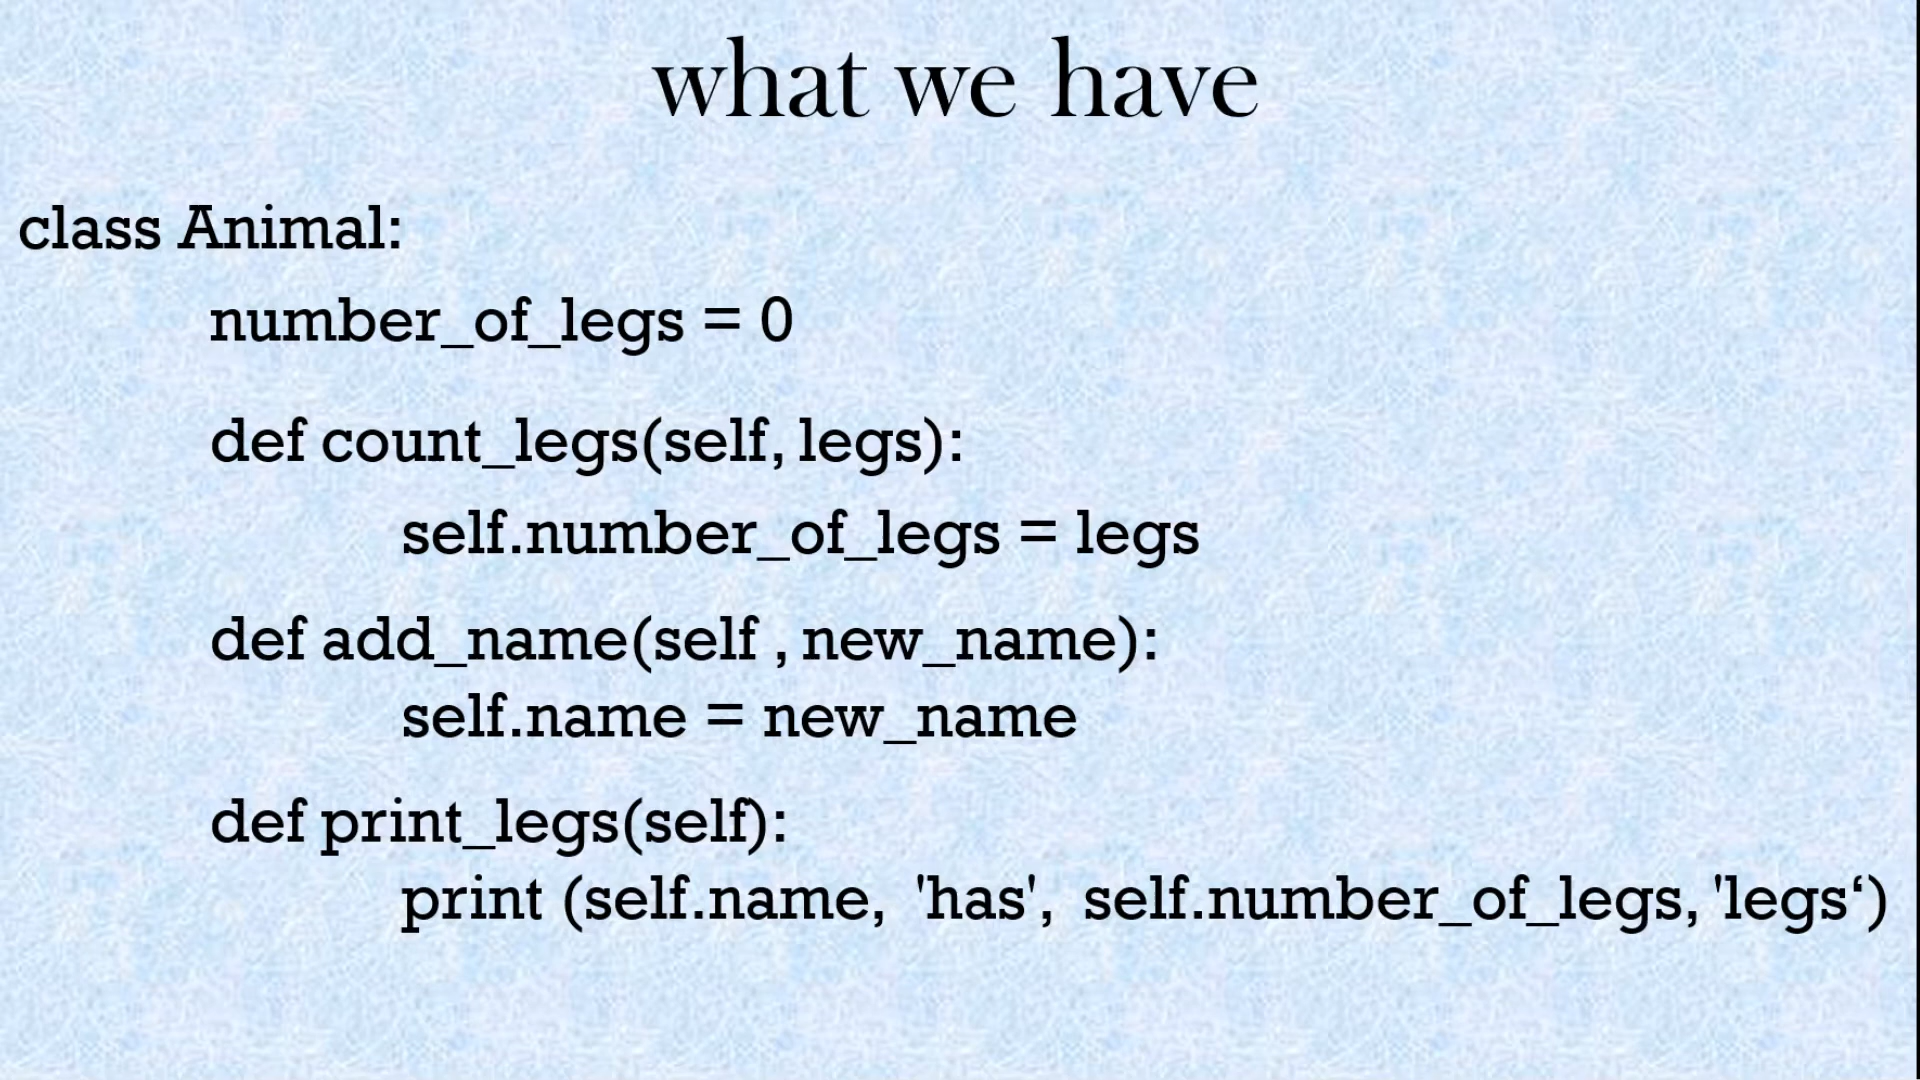 what we have
class Animal:
number_of_legs = 0
def count_legs(self, legs):
self.number_of_legs = legs
def add_name(self , new_name):
self.name = new_name
def print_legs(self):
print (self.name, 'has', self.number_of_legs, 'legs‘)